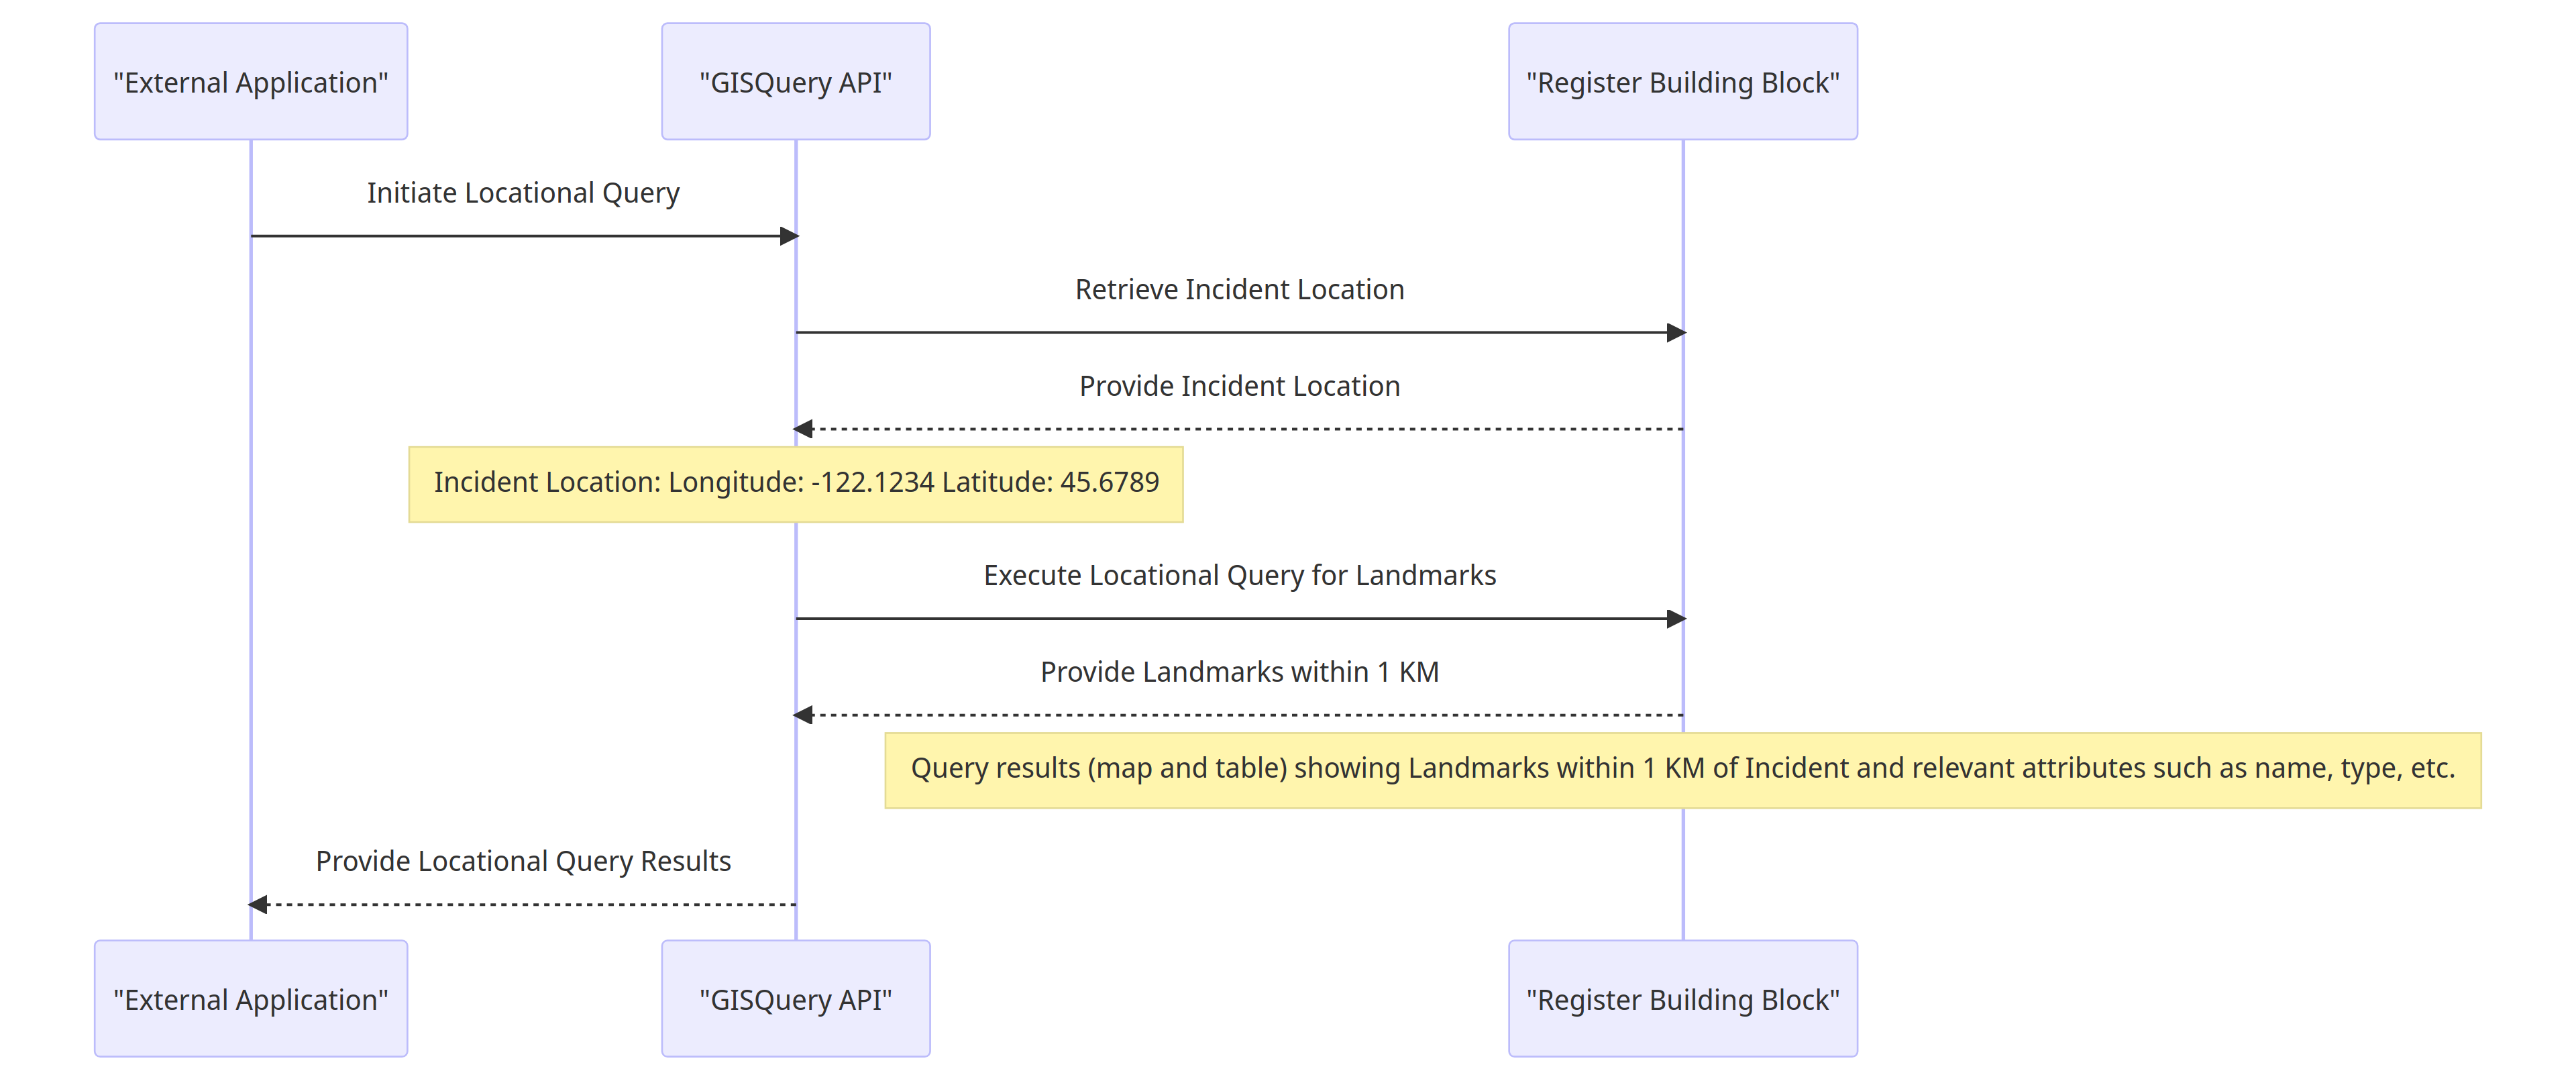 "External Application"
"GISQuery API"
"Register Building Block"
Initiate Locational Query
Retrieve Incident Location
Provide Incident Location
Incident Location: Longitude: -122.1234 Latitude: 45.6789
Execute Locational Query for Landmarks
Provide Landmarks within 1 KM
Query results (map and table) showing Landmarks within 1 KM of Incident and relevant attributes such as name, type, etc.
Provide Locational Query Results
"External Application"
"GISQuery API"
"Register Building Block"